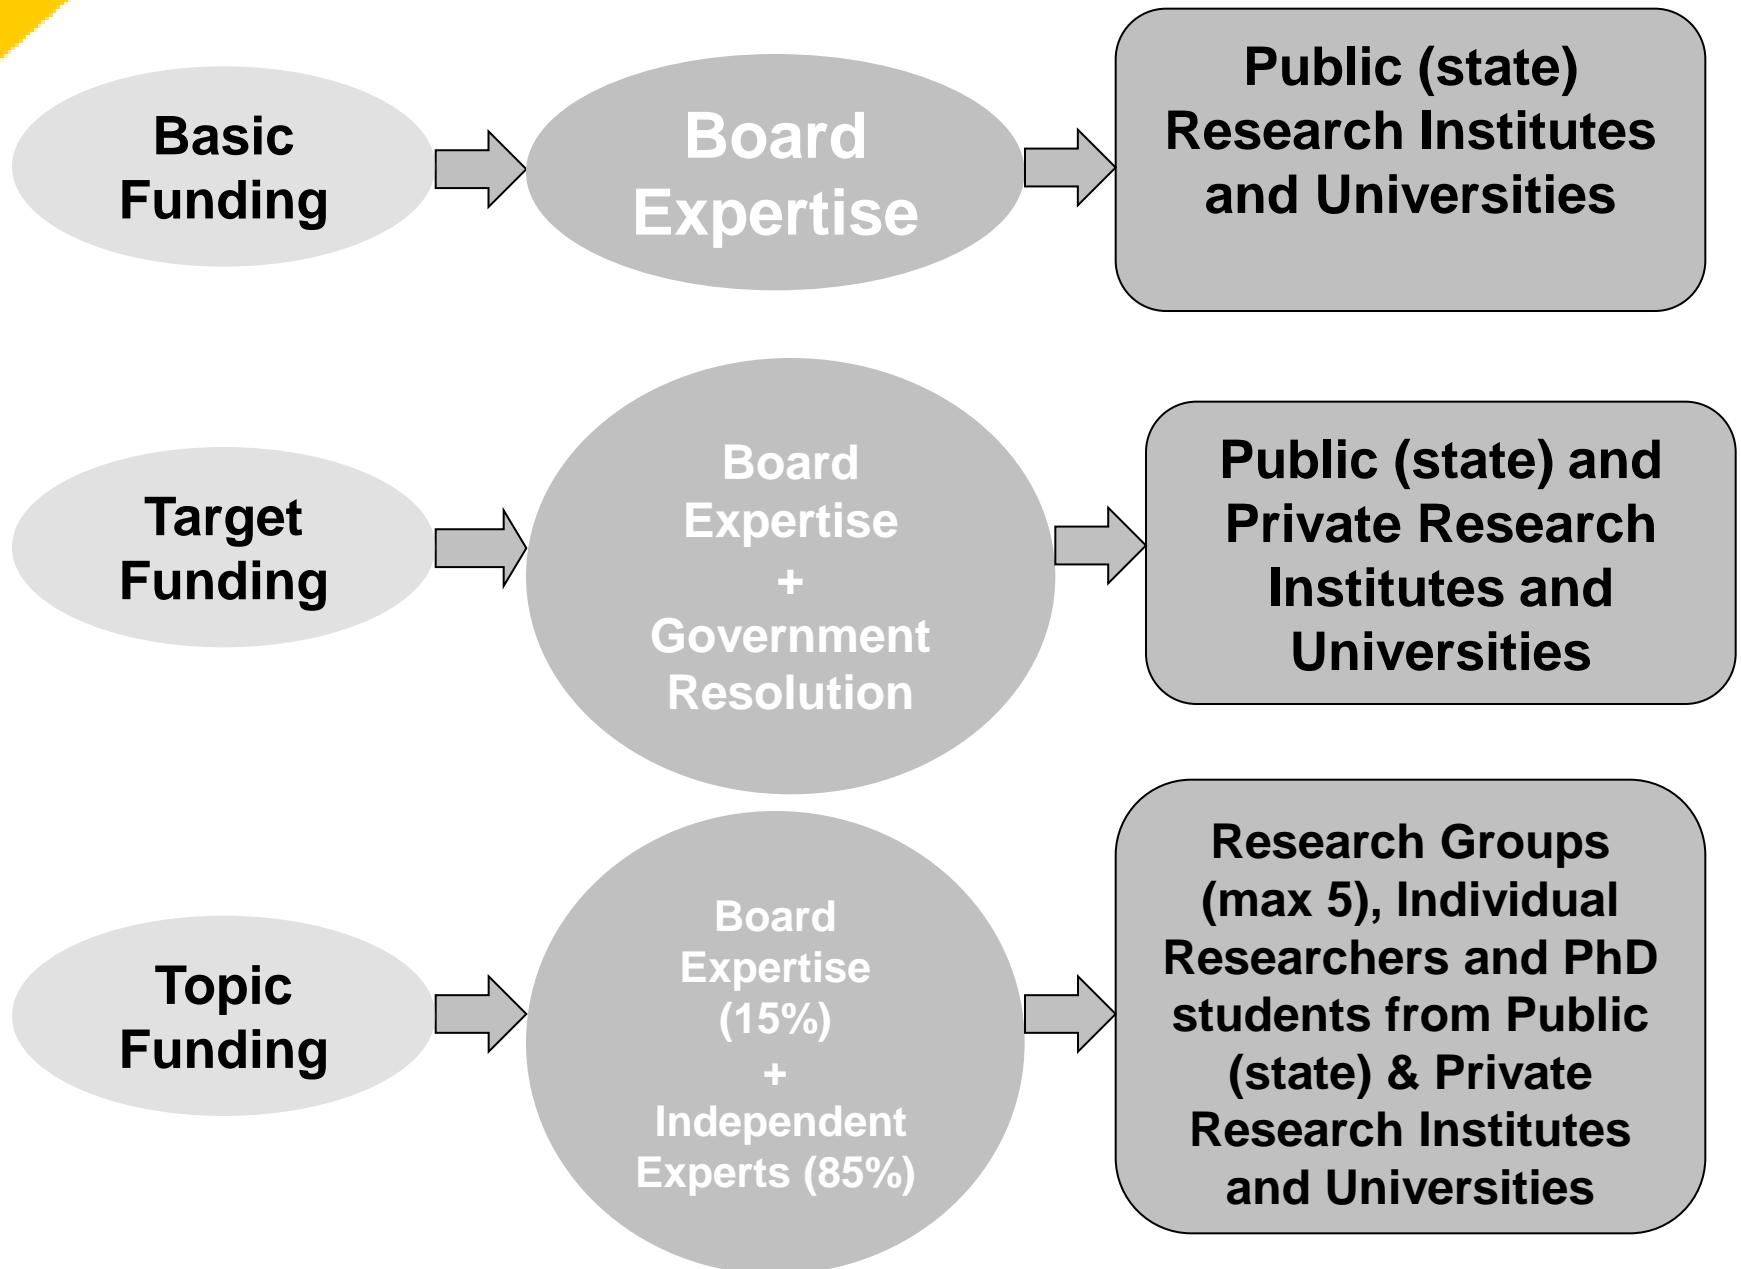 Basic
Funding
Board
Expertise
Public (state)
Research Institutes
and Universities
Target
Funding
Board
Expertise
+
Government
Resolution
Public (state) and
Private Research
Institutes and
Universities
Topic
Funding
Board
Expertise
(15%)
+
Independent
Experts (85%)
Research Groups
(max 5), Individual
Researchers and PhD
students from Public
(state) & Private
Research Institutes
and Universities